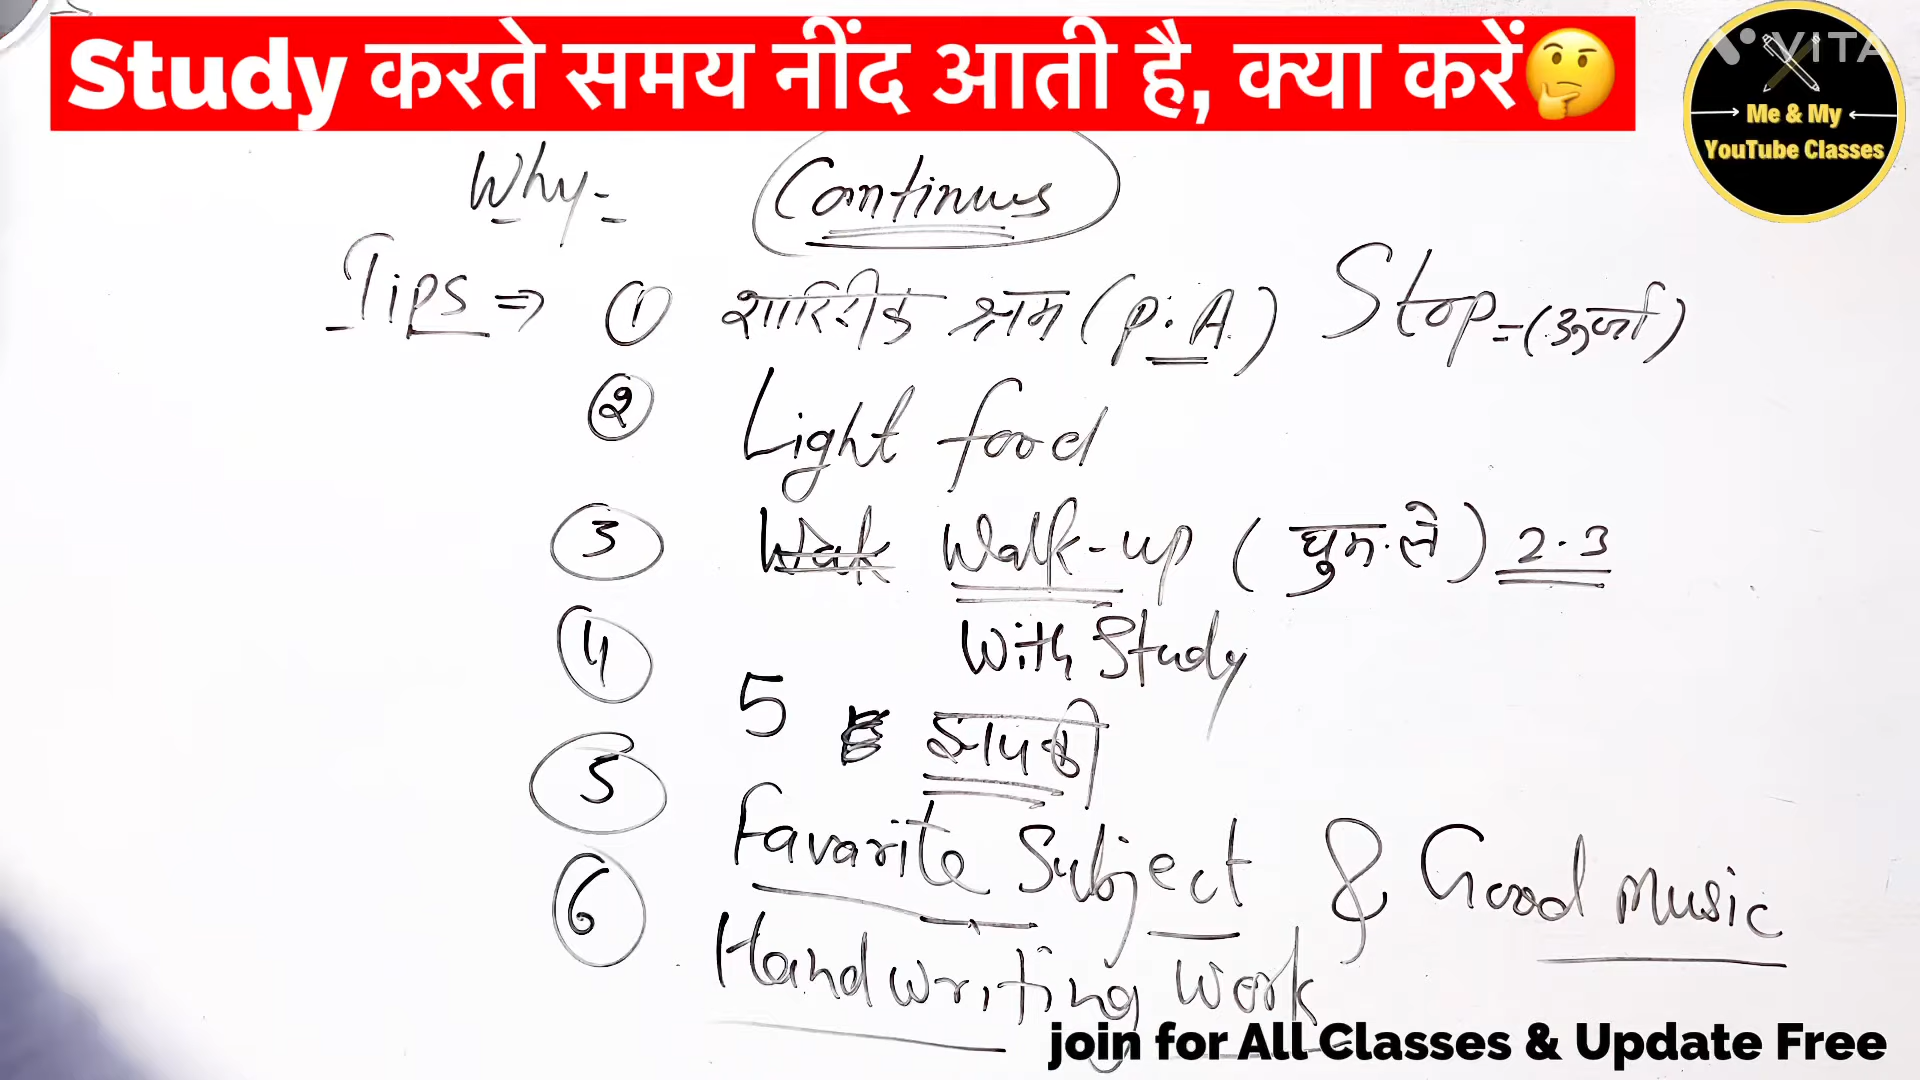 Study करते समय नींद आती है, क्या करें🤔
VITA
Me & My
YouTube Classes
Why- Continus
Tips ⇒ ① शारिरीक श्रम (P.A.) Stop=(ऊर्जा)
② Light food
③ Walk-up (घुम.ले) 2.3
④ With Study
5 झापकी
⑤ Favarite Subject & Good Music
⑥ Handwriting Work
join for All Classes & Update Free